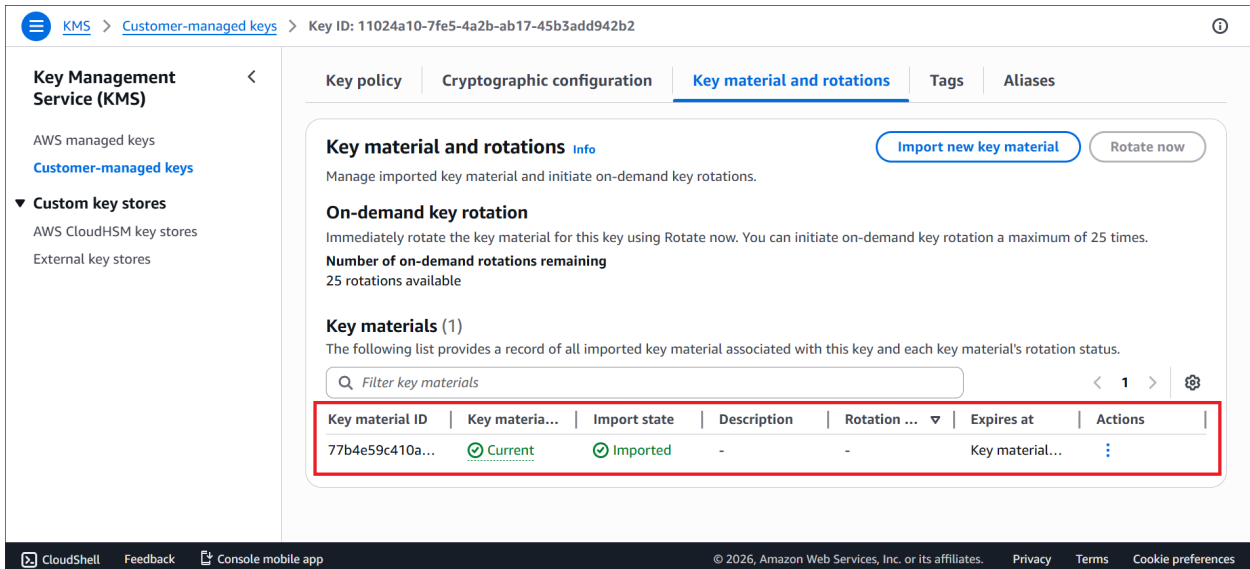 KMS > Customer-managed keys > Key ID: 11024a10-7fe5-4a2b-ab17-45b3add942b2
Key Management
Service (KMS)
AWS managed keys
Customer-managed keys
Custom key stores
AWS CloudHSM key stores
External key stores
Key policy Cryptographic configuration Key material and rotations Tags Aliases
Key material and rotations Info Import new key material Rotate now
Manage imported key material and initiate on-demand key rotations.
On-demand key rotation
Immediately rotate the key material for this key using Rotate now. You can initiate on-demand key rotation a maximum of 25 times.
Number of on-demand rotations remaining
25 rotations available
Key materials (1)
The following list provides a record of all imported key material associated with this key and each key material's rotation status.
Filter key materials < 1 >
Key material ID Key materia... Import state Description Rotation ... Expires at Actions
77b4e59c410a... Current Imported - - Key material...
CloudShell Feedback Console mobile app © 2026, Amazon Web Services, Inc. or its affiliates. Privacy Terms Cookie preferences